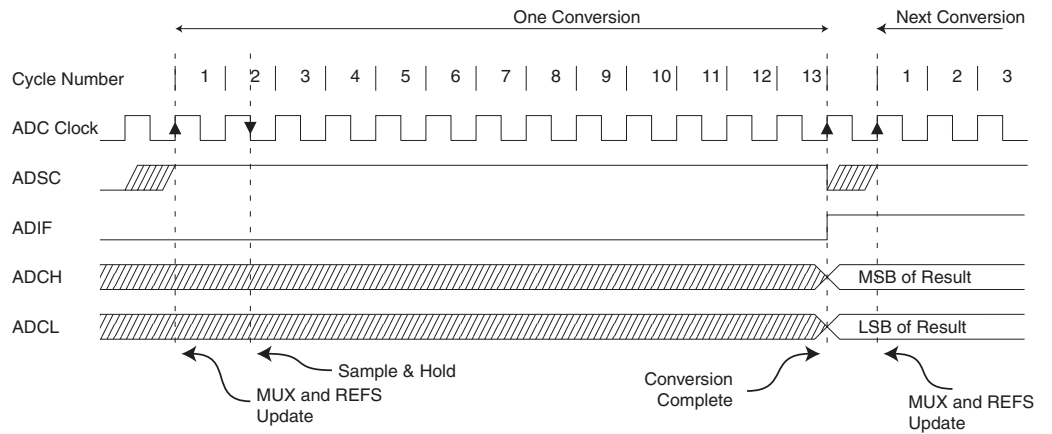 One Conversion
Next Conversion
Cycle Number 1 2 3 4 5 6 7 8 9 10 11 12 13 1 2 3
ADC Clock
ADSC
ADIF
ADCH
MSB of Result
ADCL
LSB of Result
Sample & Hold
MUX and REFS
Update
Conversion
Complete
MUX and REFS
Update